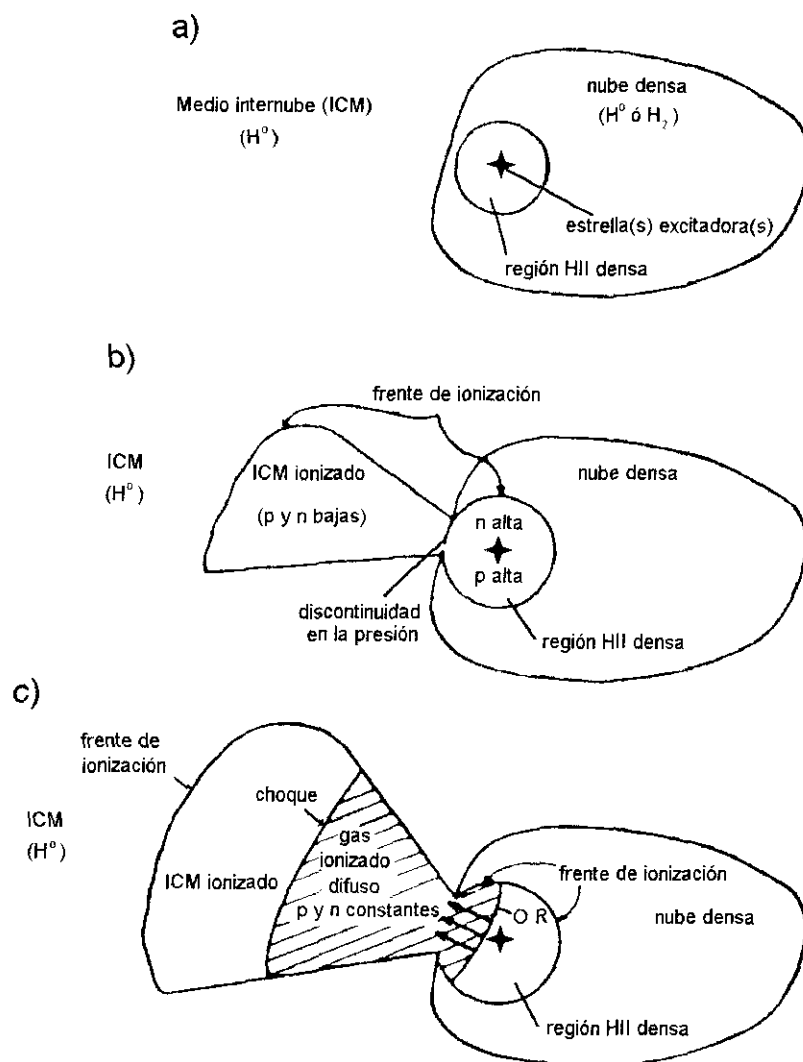 a)
Medio internube (ICM)
(H°)
nube densa
(H° ó H₂)
estrella(s) excitadora(s)
región HII densa
b)
frente de ionización
ICM
(H°)
ICM ionizado
(p y n bajas)
nube densa
n alta
p alta
discontinuidad
en la presión
región HII densa
c)
frente de
ionización
ICM
(H°)
choque
ICM ionizado
gas
ionizado
difuso
p y n constantes
frente de ionización
O R
nube densa
región HII densa